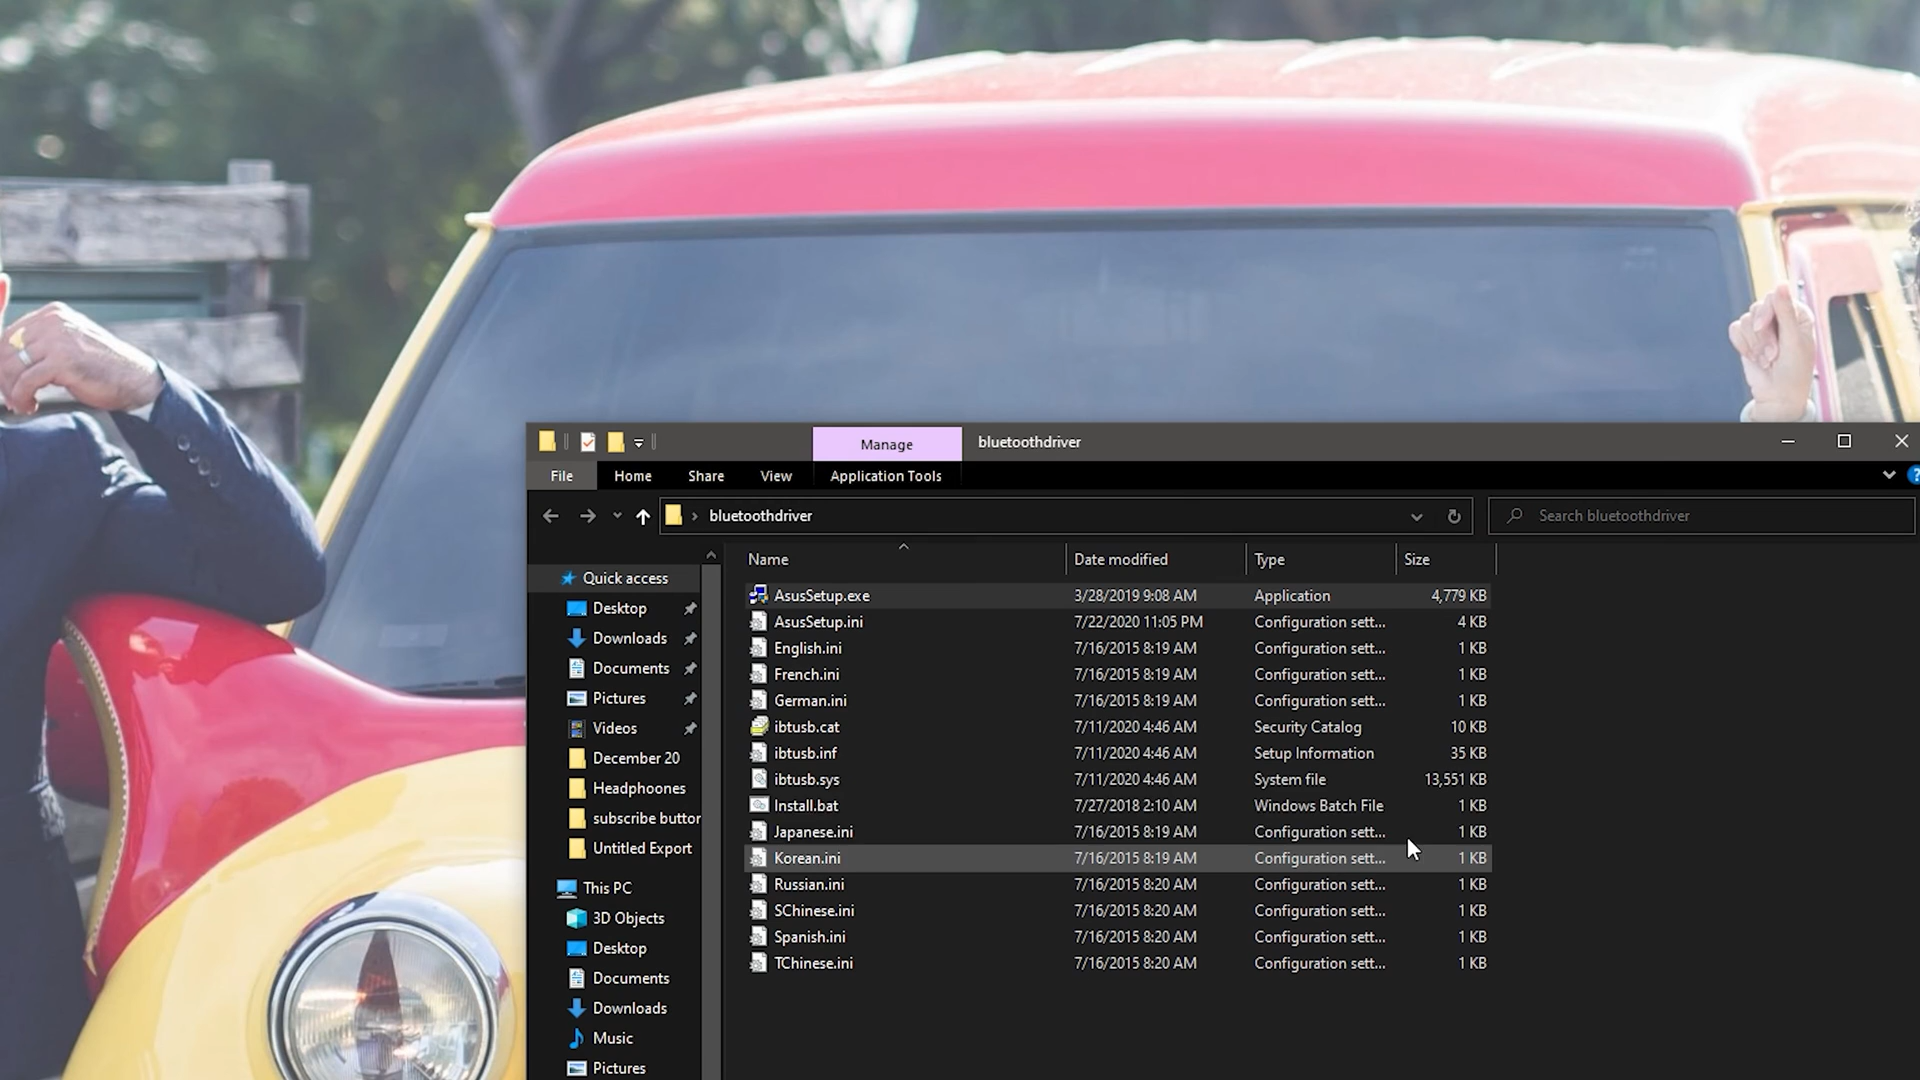 Manage
bluetoothdriver
File
Home
Share
View
Application Tools
bluetoothdriver
Search bluetoothdriver
Name
Date modified
Type
Size
Quick access
Desktop
Downloads
Documents
Pictures
Videos
December 20
Headphoones
subscribe buttor
Untitled Export
This PC
3D Objects
Desktop
Documents
Downloads
Music
Pictures
AsusSetup.exe 3/28/2019 9:08 AM Application 4,779 KB
AsusSetup.ini 7/22/2020 11:05 PM Configuration sett... 4 KB
English.ini 7/16/2015 8:19 AM Configuration sett... 1 KB
French.ini 7/16/2015 8:19 AM Configuration sett... 1 KB
German.ini 7/16/2015 8:19 AM Configuration sett... 1 KB
ibtusb.cat 7/11/2020 4:46 AM Security Catalog 10 KB
ibtusb.inf 7/11/2020 4:46 AM Setup Information 35 KB
ibtusb.sys 7/11/2020 4:46 AM System file 13,551 KB
Install.bat 7/27/2018 2:10 AM Windows Batch File 1 KB
Japanese.ini 7/16/2015 8:19 AM Configuration sett... 1 KB
Korean.ini 7/16/2015 8:19 AM Configuration sett... 1 KB
Russian.ini 7/16/2015 8:20 AM Configuration sett... 1 KB
SChinese.ini 7/16/2015 8:20 AM Configuration sett... 1 KB
Spanish.ini 7/16/2015 8:20 AM Configuration sett... 1 KB
TChinese.ini 7/16/2015 8:20 AM Configuration sett... 1 KB